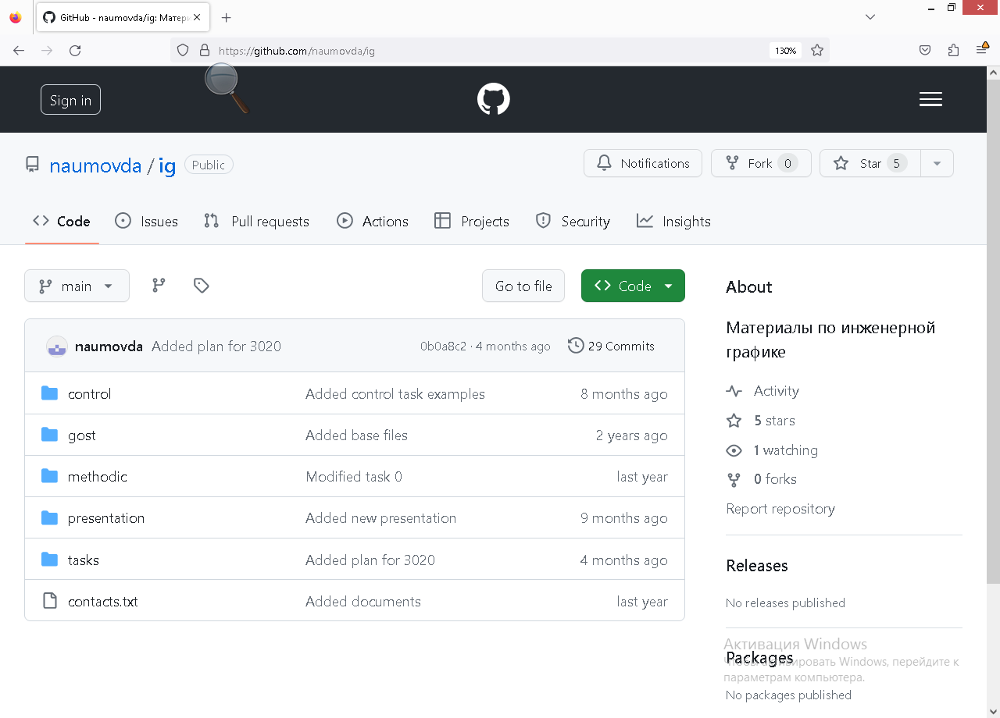 GitHub - naumovda/ig: Матери
https://github.com/naumovda/ig
130%
Sign in
naumovda / ig
Public
Notifications
Fork 0
Star 5
Code
Issues
Pull requests
Actions
Projects
Security
Insights
main
Go to file
Code
naumovda Added plan for 3020
0b0a8c2 · 4 months ago
29 Commits
control Added control task examples 8 months ago
gost Added base files 2 years ago
methodic Modified task 0 last year
presentation Added new presentation 9 months ago
tasks Added plan for 3020 4 months ago
contacts.txt Added documents last year
About
Материалы по инженерной
графике
Activity
5 stars
1 watching
0 forks
Report repository
Releases
No releases published
Активация Windows
Packages
Чтобы активировать Windows, перейдите к
параметрам компьютера.
No packages published